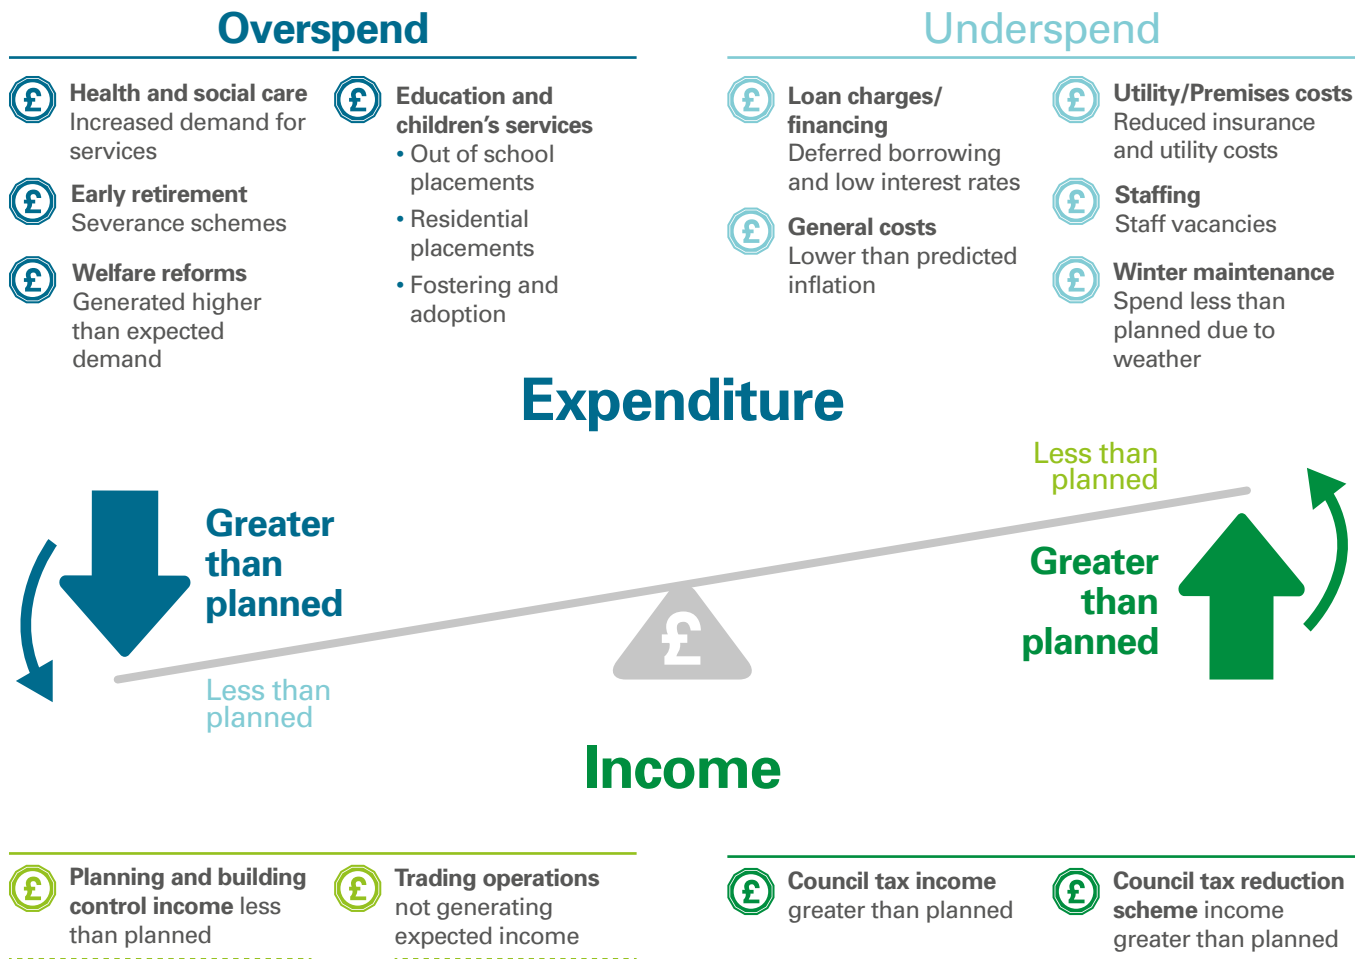 Overspend
Health and social care
Increased demand for
services
Early retirement
Severance schemes
Welfare reforms
Generated higher
than expected
demand
Education and
children's services
• Out of school
placements
• Residential
placements
• Fostering and
adoption
Underspend
Loan charges/
financing
Deferred borrowing
and low interest rates
General costs
Lower than predicted
inflation
Utility/Premises costs
Reduced insurance
and utility costs
Staffing
Staff vacancies
Winter maintenance
Spend less than
planned due to
weather
Expenditure
Greater
than
planned
Less than
planned
£
Less than
planned
Greater
than
planned
Income
Planning and building
control income less
than planned
Trading operations
not generating
expected income
Council tax income
greater than planned
Council tax reduction
scheme income
greater than planned